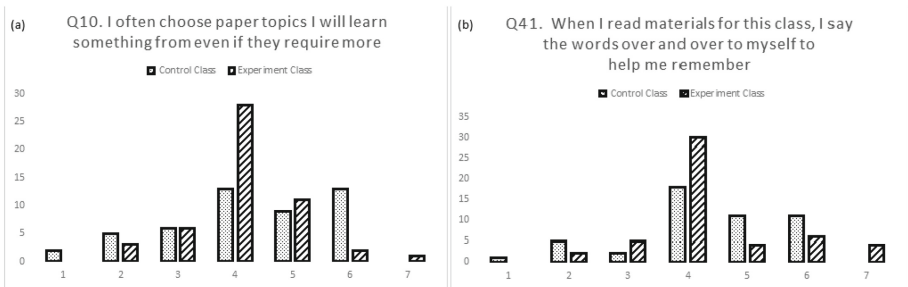 (a)
Q10. I often choose paper topics I will learn
something from even if they require more
Control Class Experiment Class
30
25
20
15
10
5
0
1 2 3 4 5 6 7
(b)
Q41. When I read materials for this class, I say
the words over and over to myself to
help me remember
Control Class Experiment Class
35
30
25
20
15
10
5
0
1 2 3 4 5 6 7